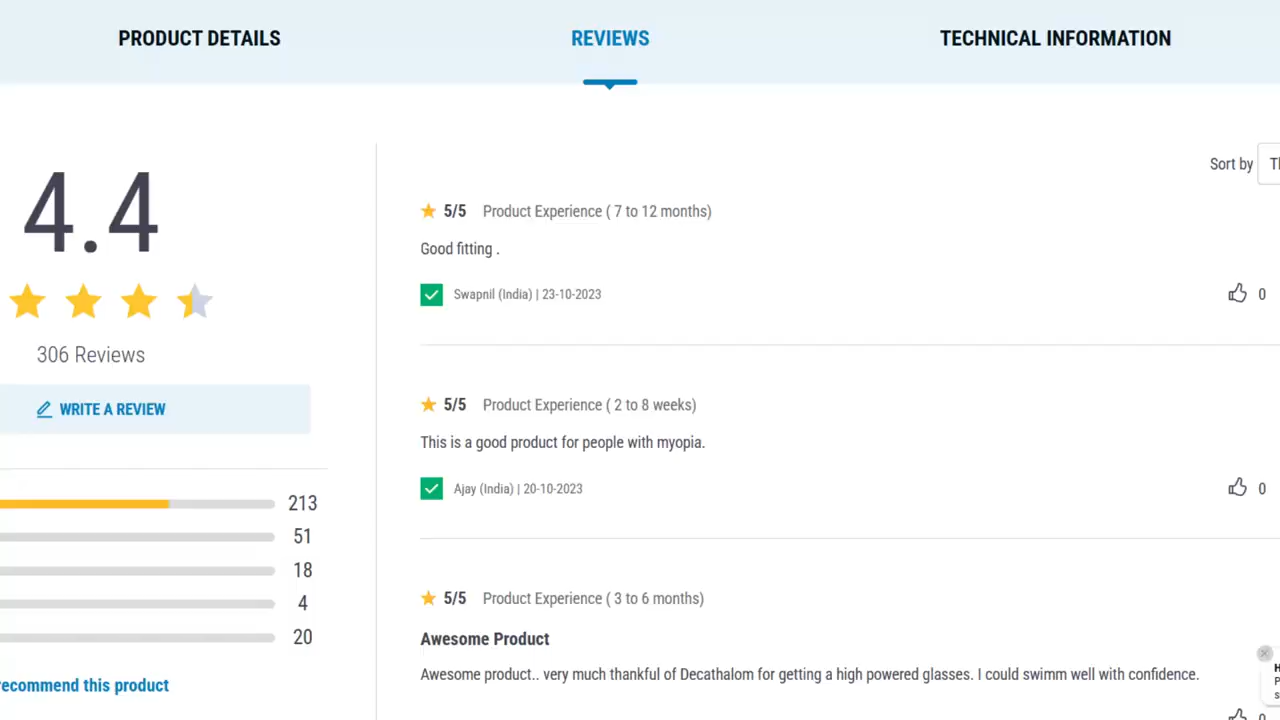 PRODUCT DETAILS
REVIEWS
TECHNICAL INFORMATION
4.4
306 Reviews
WRITE A REVIEW
213
51
18
4
20
recommend this product
Sort by
5/5 Product Experience ( 7 to 12 months)
Good fitting .
Swapnil (India) | 23-10-2023
0
5/5 Product Experience ( 2 to 8 weeks)
This is a good product for people with myopia.
Ajay (India) | 20-10-2023
0
5/5 Product Experience ( 3 to 6 months)
Awesome Product
Awesome product.. very much thankful of Decathalom for getting a high powered glasses. I could swimm well with confidence.